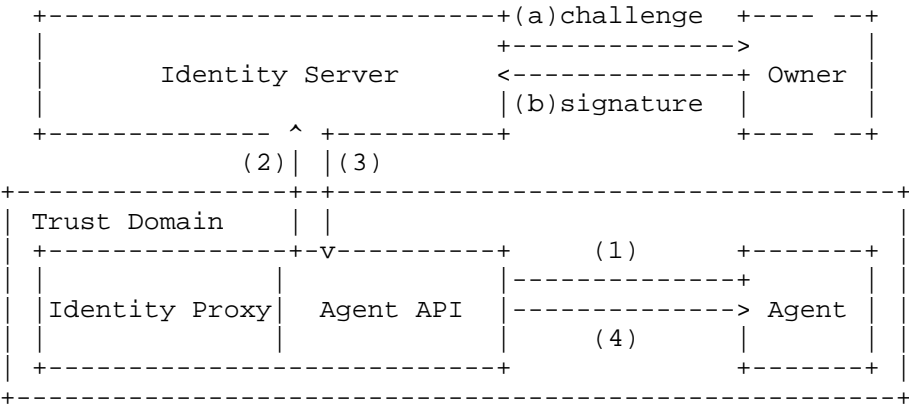 (a)challenge
Identity Server Owner
(b)signature
(2) (3)
Trust Domain
(1)
Identity Proxy Agent API Agent
(4)